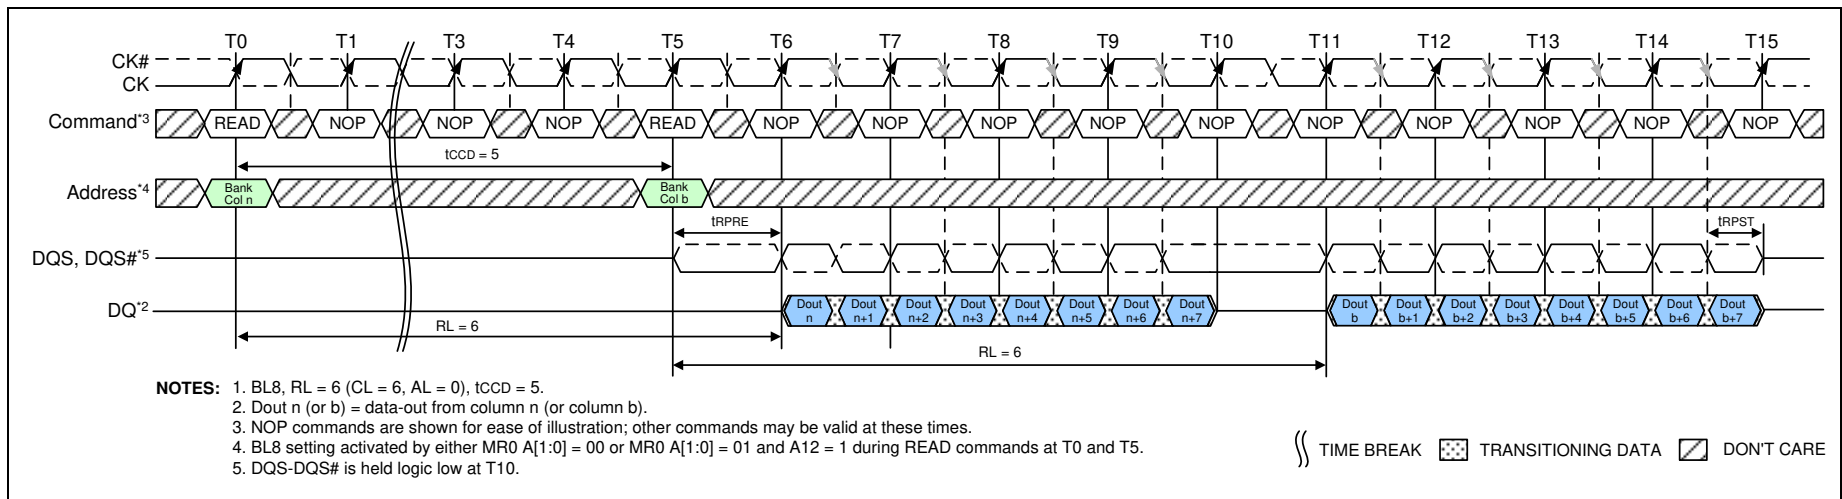 T0 T1 T3 T4 T5 T6 T7 T8 T9 T10 T11 T12 T13 T14 T15
CK#
CK
Command*3 READ NOP NOP NOP READ NOP NOP NOP NOP NOP NOP NOP NOP NOP NOP
tCCD = 5
Address*4 Bank Col n Bank Col b
tRPRE tRPST
DQS, DQS#*5
DQ*2 Dout n Dout n+1 Dout n+2 Dout n+3 Dout n+4 Dout n+5 Dout n+6 Dout n+7 Dout b Dout b+1 Dout b+2 Dout b+3 Dout b+4 Dout b+5 Dout b+6 Dout b+7
RL = 6
RL = 6
NOTES: 1. BL8, RL = 6 (CL = 6, AL = 0), tCCD = 5.
2. Dout n (or b) = data-out from column n (or column b).
3. NOP commands are shown for ease of illustration; other commands may be valid at these times.
4. BL8 setting activated by either MR0 A[1:0] = 00 or MR0 A[1:0] = 01 and A12 = 1 during READ commands at T0 and T5.
5. DQS-DQS# is held logic low at T10.
TIME BREAK TRANSITIONING DATA DON'T CARE